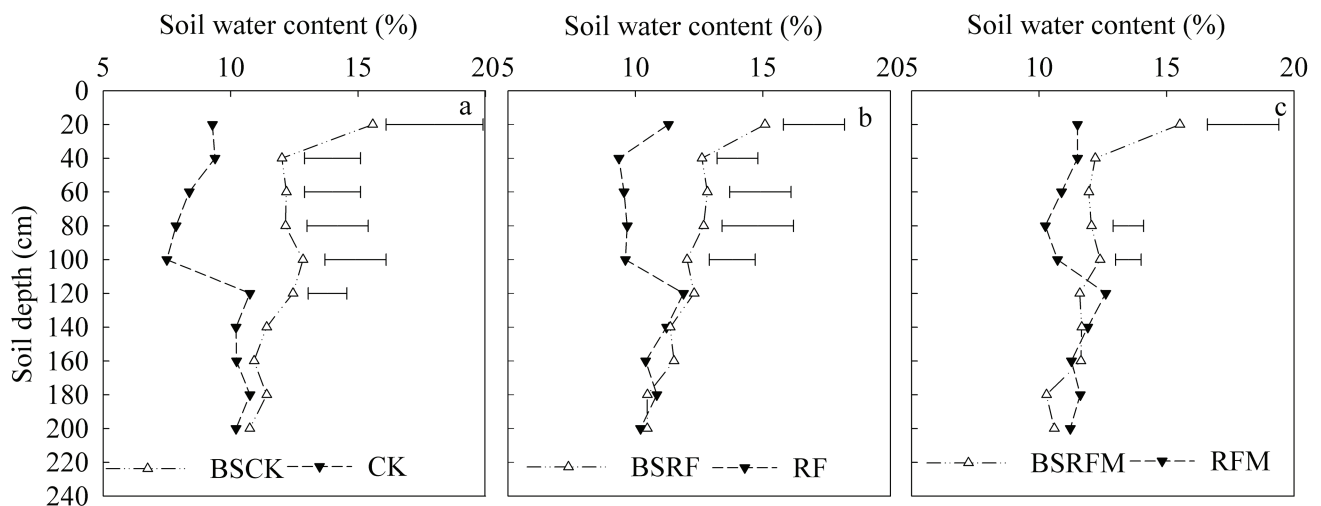 Soil water content (%) Soil water content (%) Soil water content (%)
5 10 15 205 10 15 205 10 15 20
0
20 a b c
40
60
80
100
120
140
160
180
200
220
240
Soil depth (cm)
BSCK CK BSRF RF BSRFM RFM